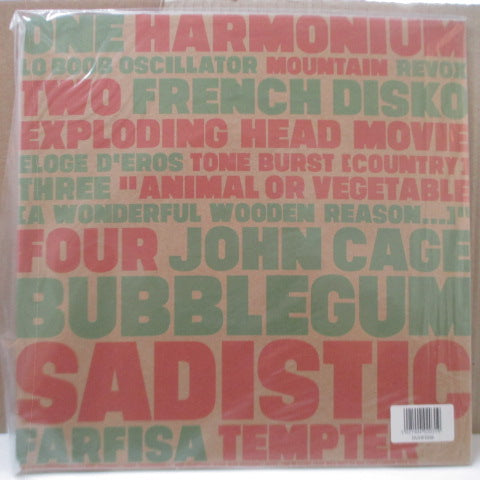 ONE HARMONIUM
LO BOOB OSCILLATOR MOUNTAIN REVOX
TWO FRENCH DISKO
EXPLODING HEAD MOVIE
ELOGE D'EROS TONE BURST [COUNTRY]
THREE "ANIMAL OR VEGETABLE
[A WONDERFUL WOODEN REASON...]"
FOUR JOHN CAGE
BUBBLEGUM
SADISTIC
FARFISA TEMPTER